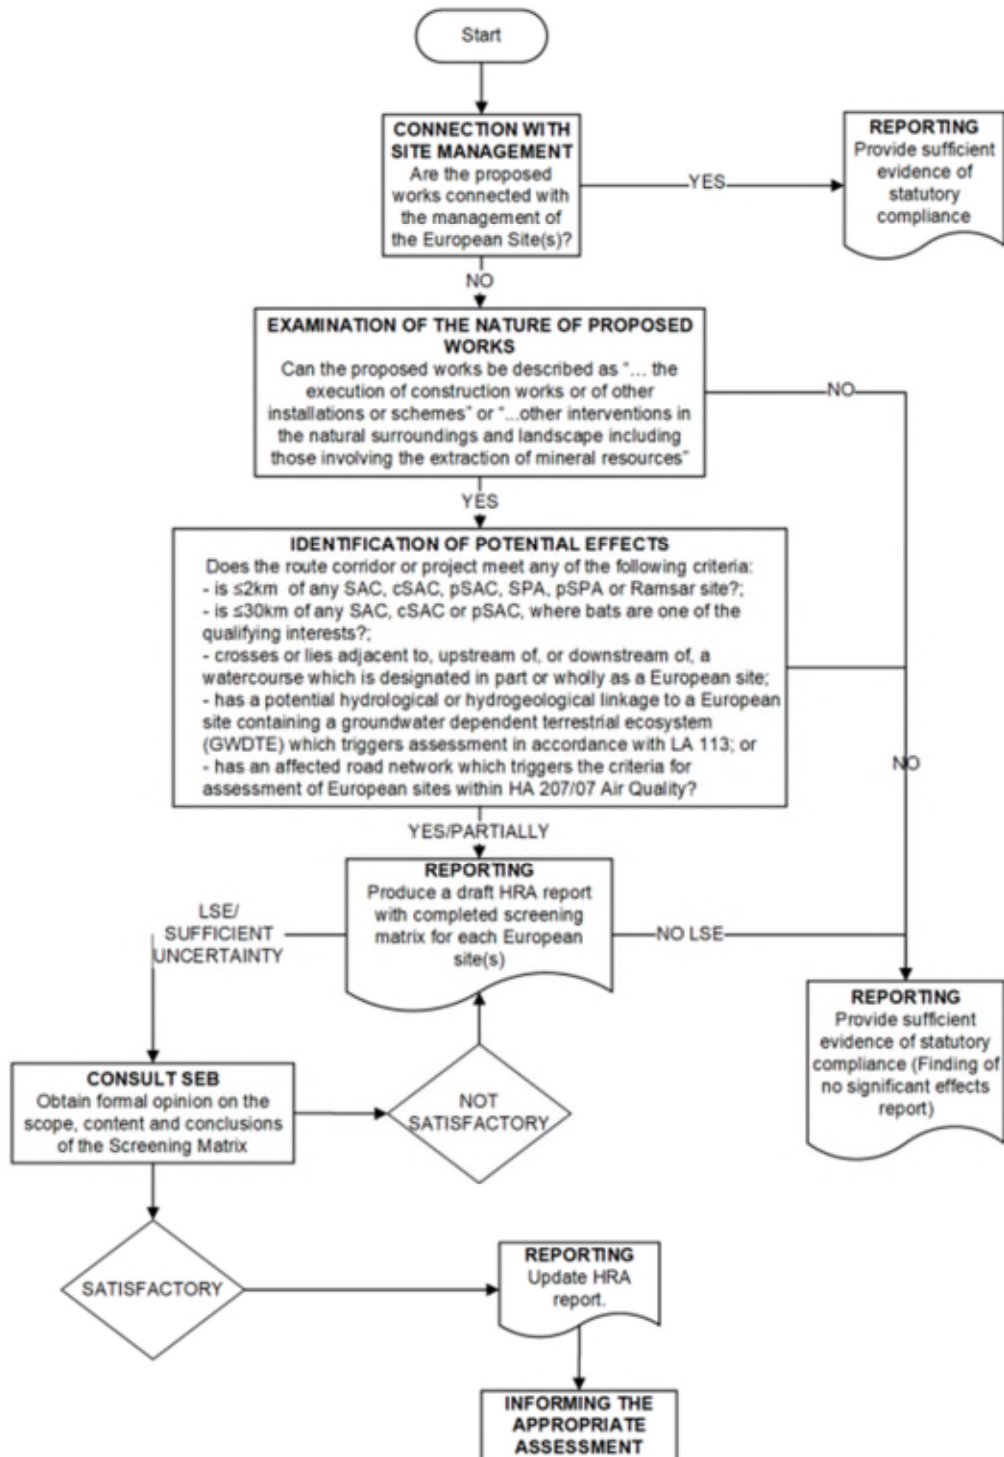 Start
CONNECTION WITH
SITE MANAGEMENT
Are the proposed
works connected with
the management of
the European Site(s)?
YES
REPORTING
Provide sufficient
evidence of
statutory
compliance
NO
EXAMINATION OF THE NATURE OF PROPOSED
WORKS
Can the proposed works be described as “... the
execution of construction works or of other
installations or schemes” or “...other interventions in
the natural surroundings and landscape including
those involving the extraction of mineral resources”
NO
YES
IDENTIFICATION OF POTENTIAL EFFECTS
Does the route corridor or project meet any of the following criteria:
- is ≤2km of any SAC, cSAC, pSAC, SPA, pSPA or Ramsar site?;
- is ≤30km of any SAC, cSAC or pSAC, where bats are one of the
qualifying interests?;
- crosses or lies adjacent to, upstream of, or downstream of, a
watercourse which is designated in part or wholly as a European site;
- has a potential hydrological or hydrogeological linkage to a European
site containing a groundwater dependent terrestrial ecosystem
(GWDTE) which triggers assessment in accordance with LA 113; or
- has an affected road network which triggers the criteria for
assessment of European sites within HA 207/07 Air Quality?
NO
YES/PARTIALLY
REPORTING
Produce a draft HRA report
with completed screening
matrix for each European
site(s)
LSE/
SUFFICIENT
UNCERTAINTY
NO LSE
REPORTING
Provide sufficient
evidence of statutory
compliance (Finding of
no significant effects
report)
CONSULT SEB
Obtain formal opinion on the
scope, content and conclusions
of the Screening Matrix
NOT
SATISFACTORY
SATISFACTORY
REPORTING
Update HRA
report.
INFORMING THE
APPROPRIATE
ASSESSMENT